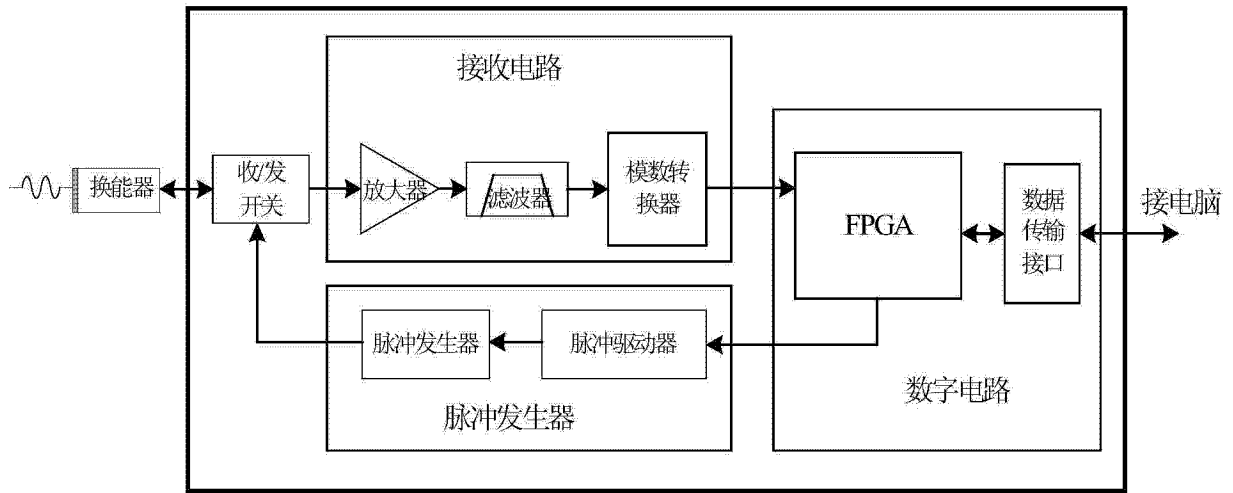 接收电路
换能器
收/发
开关
放大器
滤波器
模数转
换器
FPGA
数据
传输
接口
接电脑
脉冲发生器
脉冲驱动器
脉冲发生器
数字电路